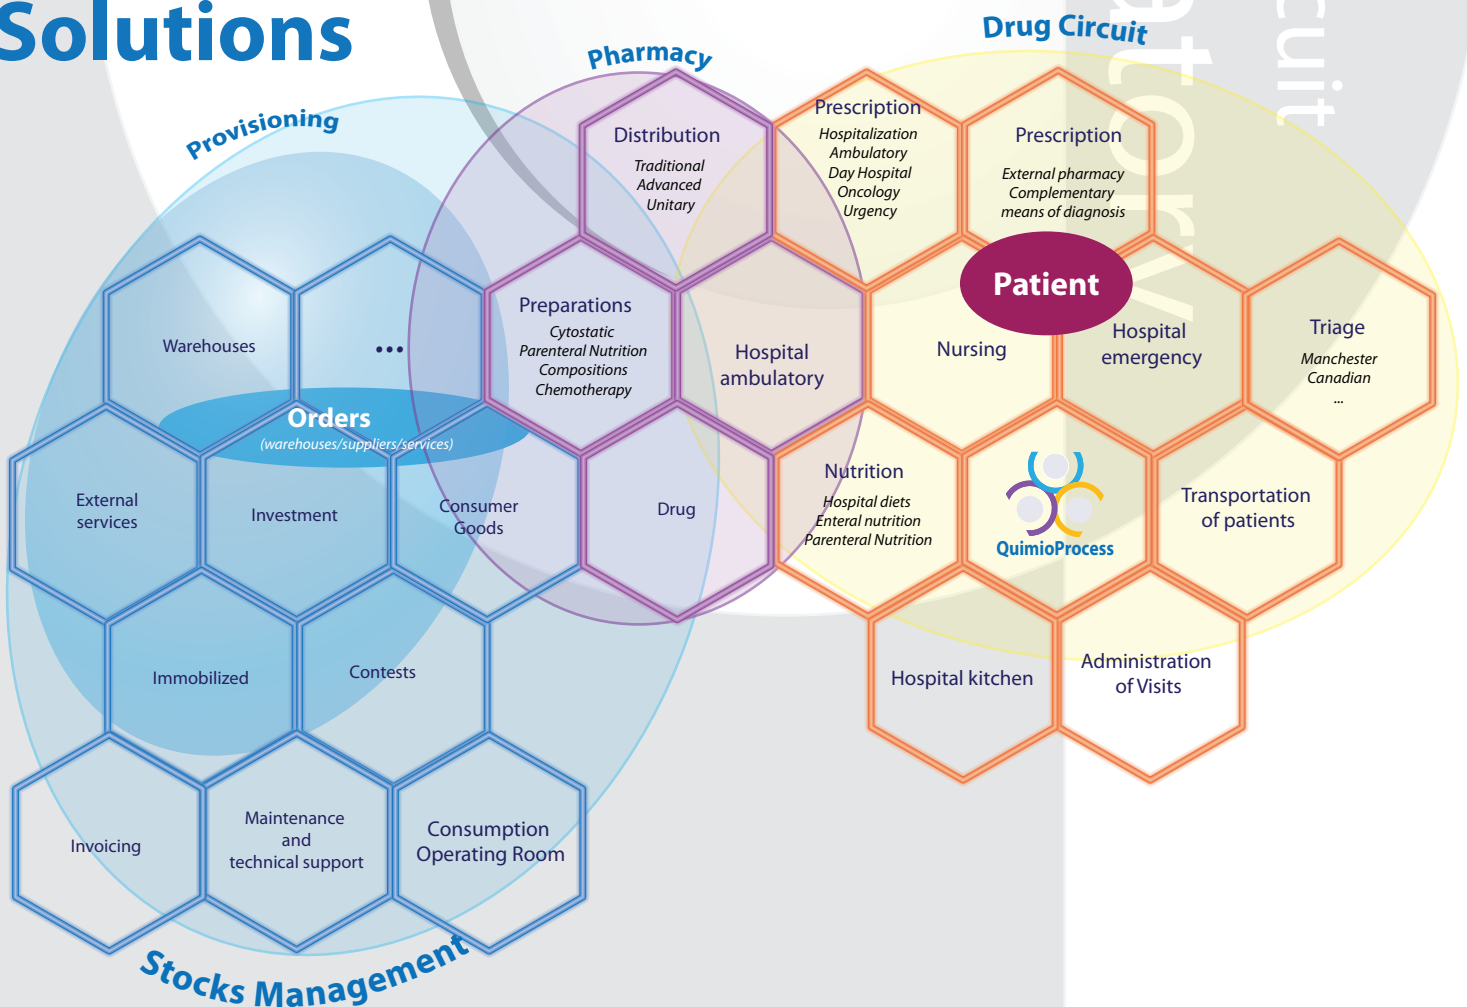 Solutions
Drug Circuit
Pharmacy
Provisioning
cuit
atory
Prescription
Hospitalization
Ambulatory
Day Hospital
Oncology
Urgency
Prescription
External pharmacy
Complementary
means of diagnosis
Distribution
Traditional
Advanced
Unitary
Patient
Preparations
Cytostatic
Parenteral Nutrition
Compositions
Chemotherapy
Warehouses
...
Hospital
ambulatory
Nursing
Hospital
emergency
Triage
Manchester
Canadian
...
Orders
(warehouses/suppliers/services)
External
services
Investment
Consumer
Goods
Drug
Nutrition
Hospital diets
Enteral nutrition
Parenteral Nutrition
QuimioProcess
Transportation
of patients
Immobilized
Contests
Hospital kitchen
Administration
of Visits
Invoicing
Maintenance
and
technical support
Consumption
Operating Room
Stocks Management